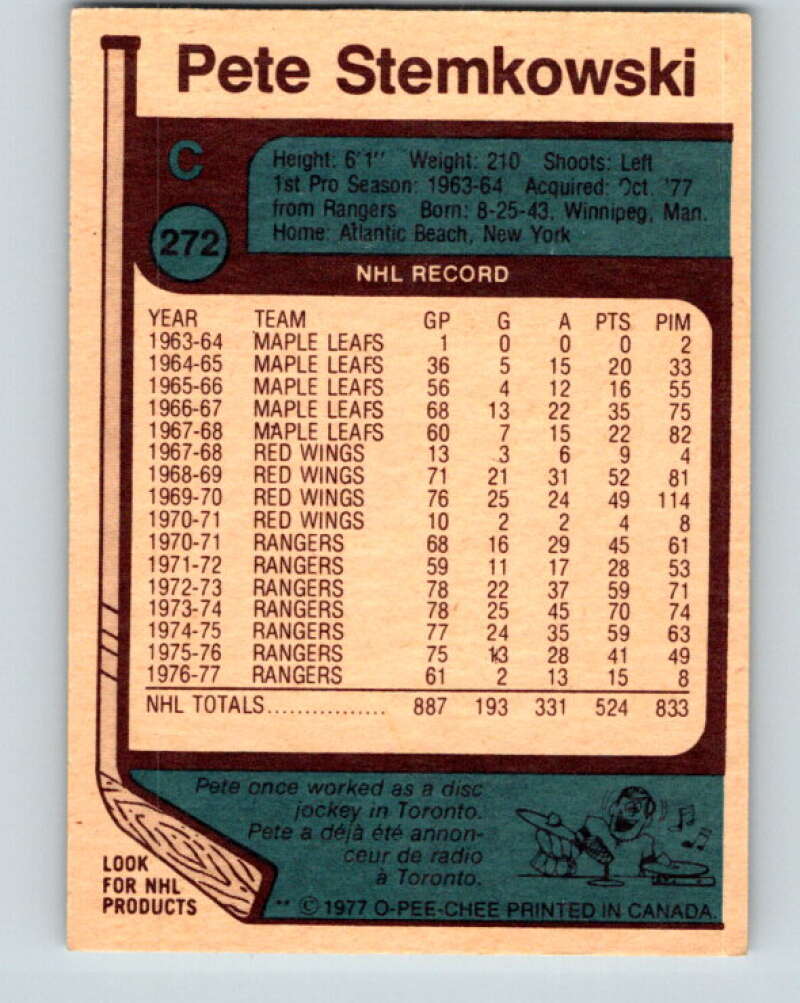 Pete Stemkowski
C
272
Height: 6'1" Weight: 210 Shoots: Left
1st Pro Season: 1963-64 Acquired: Oct. '77
from Rangers Born: 8-25-43, Winnipeg, Man.
Home: Atlantic Beach, New York
NHL RECORD
YEAR TEAM GP G A PTS PIM
1963-64 MAPLE LEAFS 1 0 0 0 2
1964-65 MAPLE LEAFS 36 5 15 20 33
1965-66 MAPLE LEAFS 56 4 12 16 55
1966-67 MAPLE LEAFS 68 13 22 35 75
1967-68 MAPLE LEAFS 60 7 15 22 82
1967-68 RED WINGS 13 3 6 9 4
1968-69 RED WINGS 71 21 31 52 81
1969-70 RED WINGS 76 25 24 49 114
1970-71 RED WINGS 10 2 2 4 8
1970-71 RANGERS 68 16 29 45 61
1971-72 RANGERS 59 11 17 28 53
1972-73 RANGERS 78 22 37 59 71
1973-74 RANGERS 78 25 45 70 74
1974-75 RANGERS 77 24 35 59 63
1975-76 RANGERS 75 13 28 41 49
1976-77 RANGERS 61 2 13 15 8
NHL TOTALS................ 887 193 331 524 833
Pete once worked as a disc
jockey in Toronto.
Pete a déjà été annon-
ceur de radio
à Toronto.
LOOK
FOR NHL
PRODUCTS
** © 1977 O-PEE-CHEE PRINTED IN CANADA.